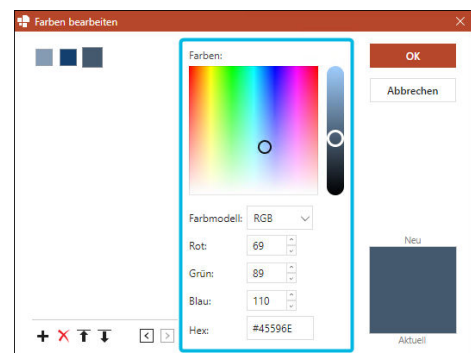 Farben bearbeiten
Farben:
OK
Abbrechen
Farbmodell: RGB
Rot: 69
Grün: 89
Blau: 110
Hex: #45596E
Neu
Aktuell